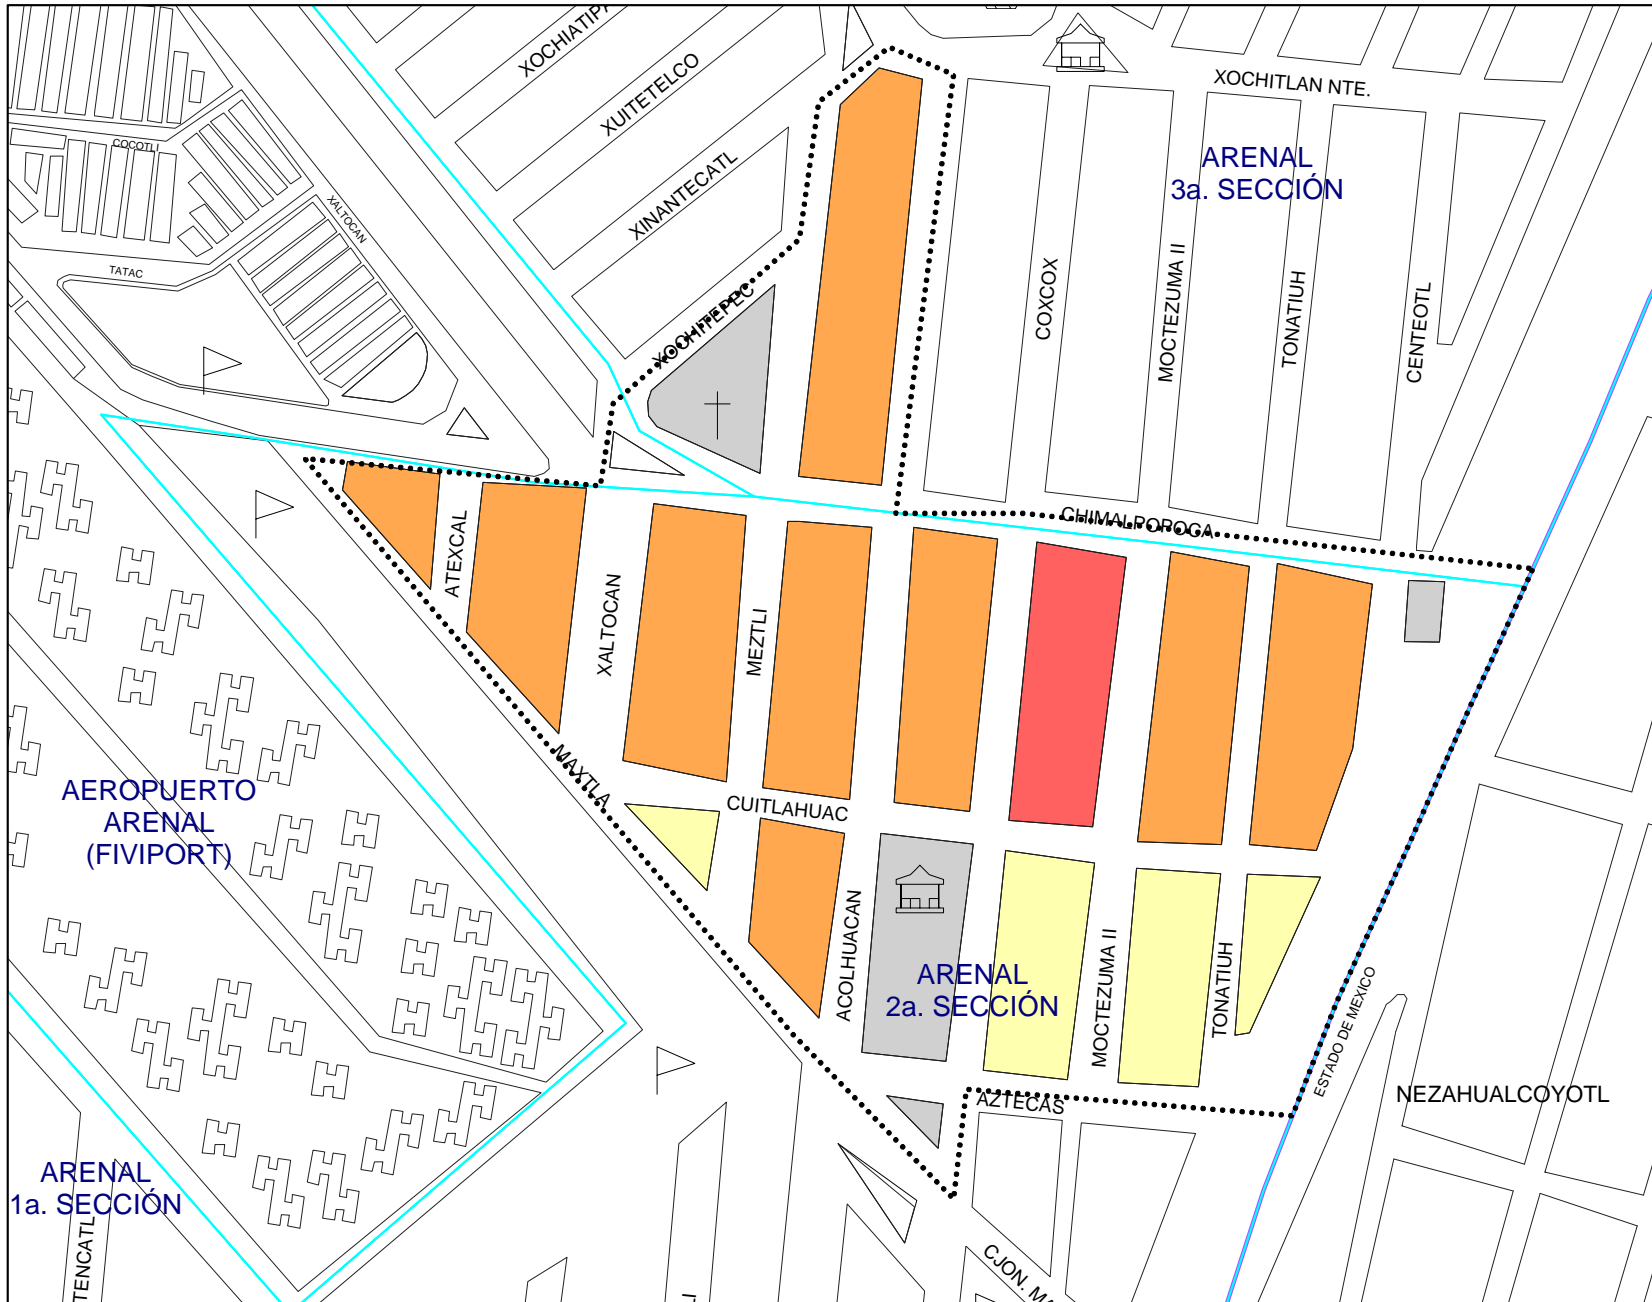 XOCHITLAN NTE.
XUITETELCO
COCOTLI
ARENAL
3a. SECCIÓN
XINANTECATL
XALTOCAN
TATAC
XOCHITEPEC
COXCOX
MOCTEZUMA II
TONATIUH
CENTEOTL
CHIMALPOPOCA
ATEXCAL
XALTOCAN
MEZTLI
MAXTLA
CUITLAHUAC
AEROPUERTO
ARENAL
(FIVIPORT)
ACOLHUACAN
ARENAL
2a. SECCIÓN
MOCTEZUMA II
TONATIUH
ESTADO DE MEXICO
AZTECAS
NEZAHUALCOYOTL
ARENAL
1a. SECCIÓN
TENCATL
CJON.